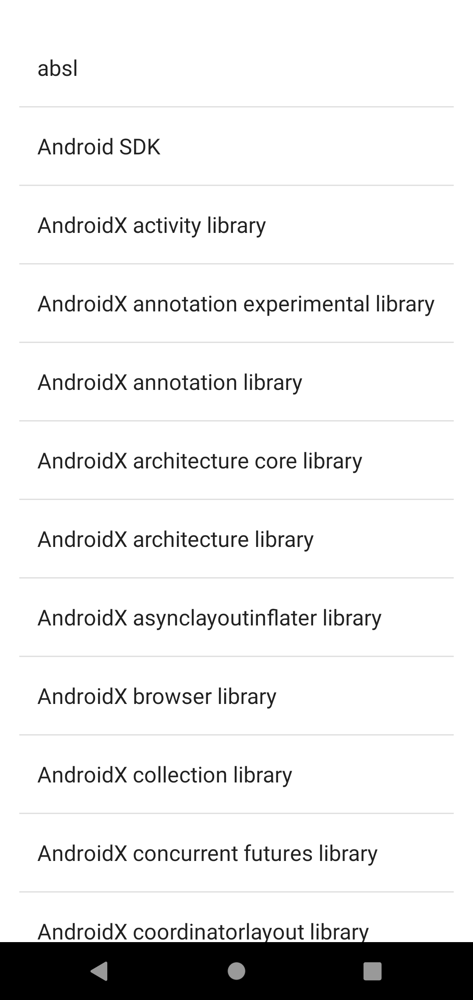 absl
Android SDK
AndroidX activity library
AndroidX annotation experimental library
AndroidX annotation library
AndroidX architecture core library
AndroidX architecture library
AndroidX asynclayoutinflater library
AndroidX browser library
AndroidX collection library
AndroidX concurrent futures library
AndroidX coordinatorlayout library